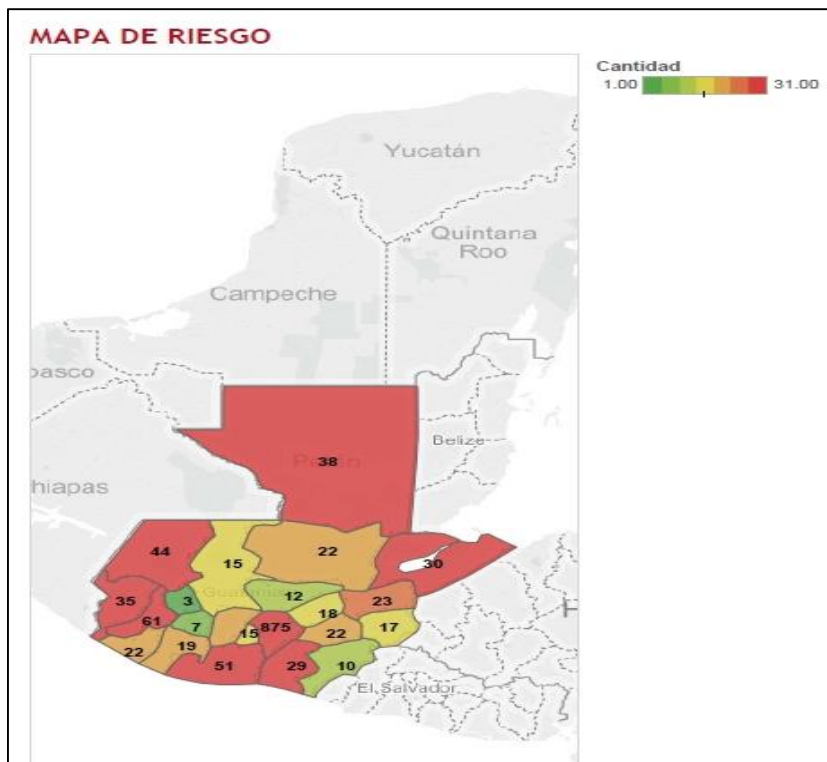 MAPA DE RIESGO
Cantidad
1.00 31.00
Yucatán
Quintana
Roo
Campeche
basco
Belize
38
hiapas
44
15
22
30
35
3
12
23
61
7
15
18
875
22
17
22
19
51
29
10
El Salvador